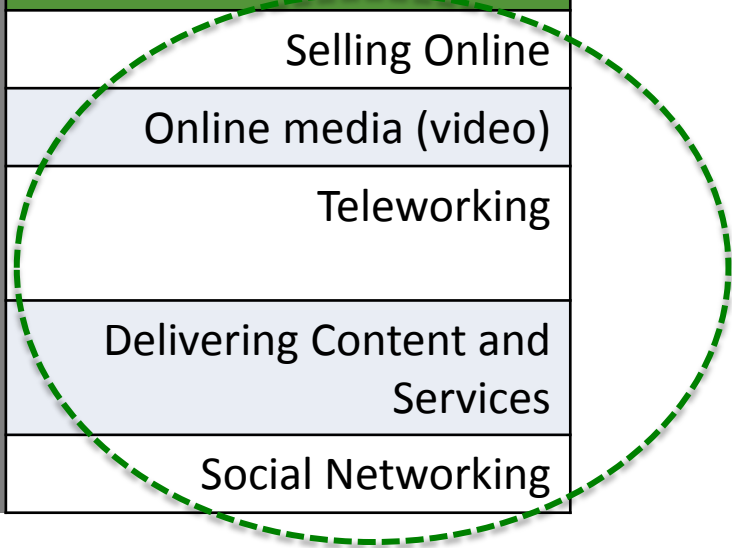 Selling Online
Online media (video)
Teleworking
Delivering Content and
Services
Social Networking